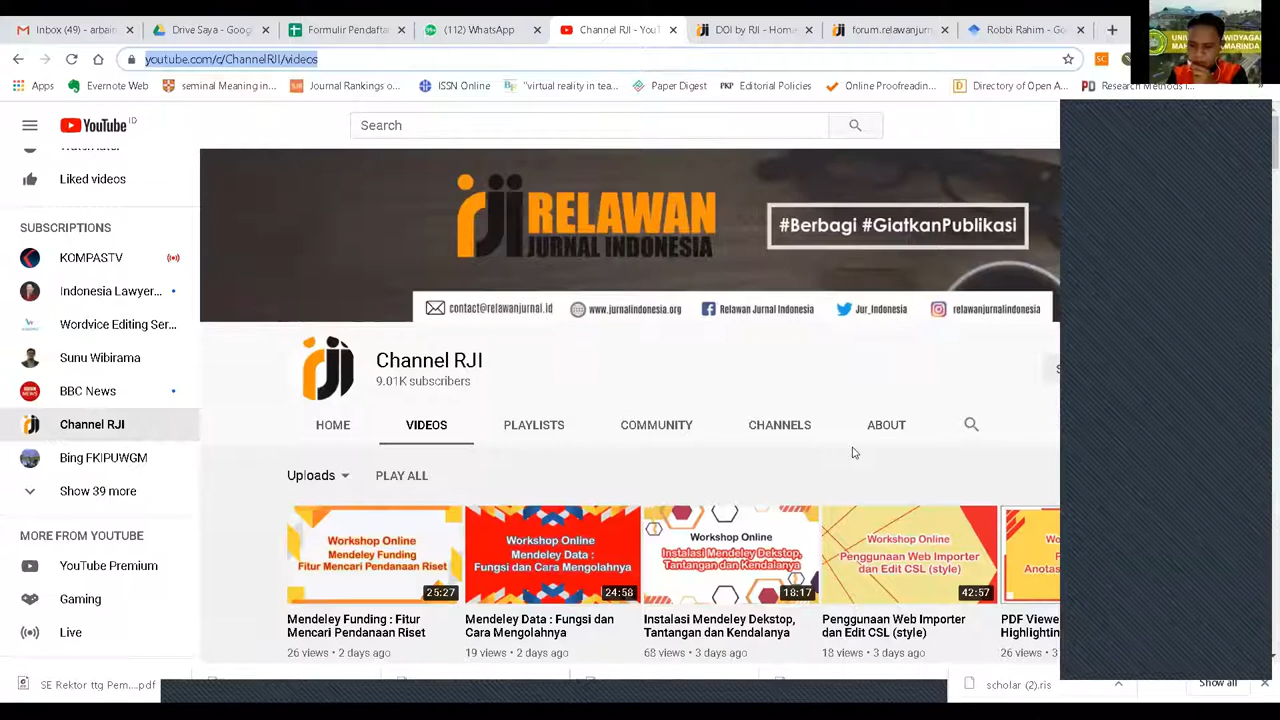 Inbox (49) - arbain
Drive Saya - Goog
Formulir Pendafta
(112) WhatsApp
Channel RJI - YouT
DOI by RJI - Hom
forum.relawanjurn
Robbi Rahim - Go
youtube.com/c/ChannelRJI/videos
Apps
Evernote Web
seminal Meaning in...
Journal Rankings o...
ISSN Online
"virtual reality in tea...
Paper Digest
PKP
Editorial Policies
Online Proofreadin...
Directory of Open A...
Research Methods i...
YouTube ID
Search
Liked videos
SUBSCRIPTIONS
KOMPASTV
Indonesia Lawyer...
Wordvice Editing Ser...
Sunu Wibirama
BBC News
Channel RJI
Bing FKIPUWGM
Show 39 more
MORE FROM YOUTUBE
YouTube Premium
Gaming
Live
rji RELAWAN
JURNAL INDONESIA
#Berbagi #GiatkanPublikasi
contact@relawanjurnal.id
www.jurnalindonesia.org
Relawan Jurnal Indonesia
Jur_Indonesia
relawanjurnalindonesia
Channel RJI
9.01K subscribers
HOME
VIDEOS
PLAYLISTS
COMMUNITY
CHANNELS
ABOUT
Uploads
PLAY ALL
Workshop Online
Mendeley Funding
Fitur Mencari Pendanaan Riset
25:27
Workshop Online
Mendeley Data :
Fungsi dan Cara Mengolahnya
24:58
Workshop Online
Instalasi Mendeley Dekstop,
Tantangan dan Kendalanya
18:17
Workshop Online
Penggunaan Web Importer
dan Edit CSL (style)
42:57
Mendeley Funding : Fitur
Mencari Pendanaan Riset
26 views • 2 days ago
Mendeley Data : Fungsi dan
Cara Mengolahnya
19 views • 2 days ago
Instalasi Mendeley Dekstop,
Tantangan dan Kendalanya
68 views • 3 days ago
Penggunaan Web Importer
dan Edit CSL (style)
18 views • 3 days ago
PDF Viewe
Highlightin
26 views • 3
SE Rektor ttg Pem....pdf
scholar (2).ris
Show all